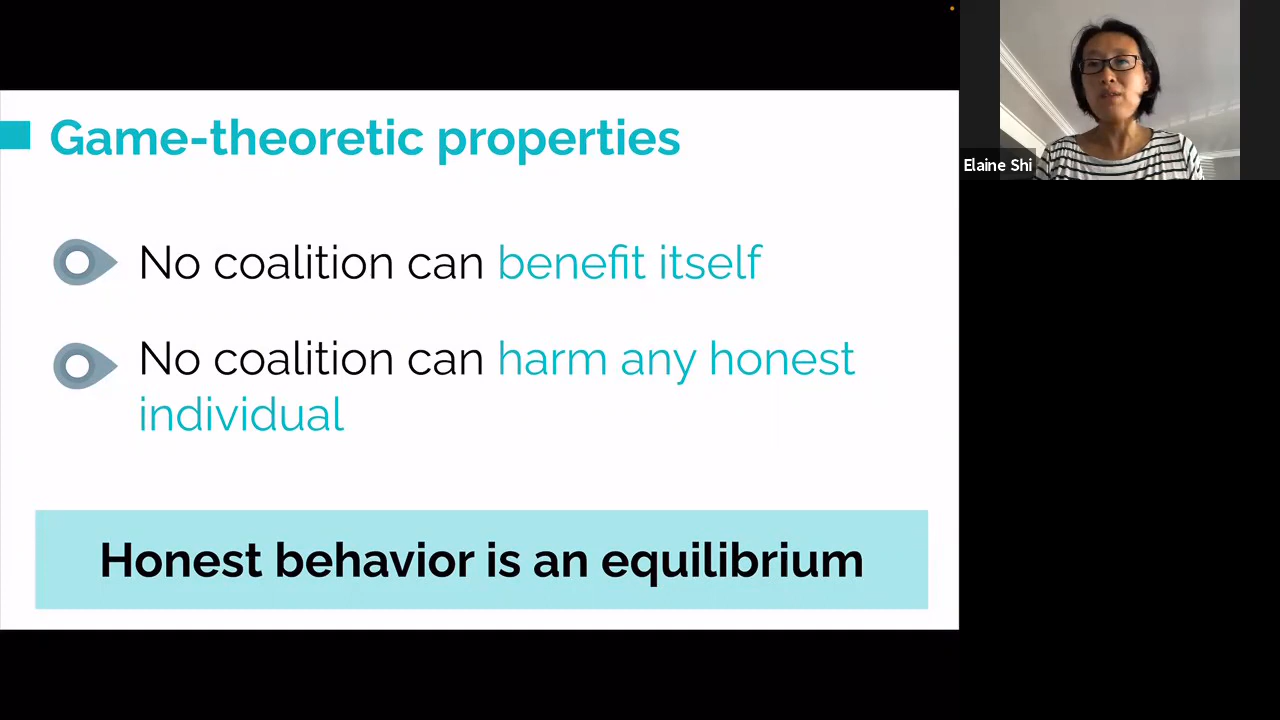 Game-theoretic properties
No coalition can benefit itself
No coalition can harm any honest
individual
Honest behavior is an equilibrium
Elaine Shi